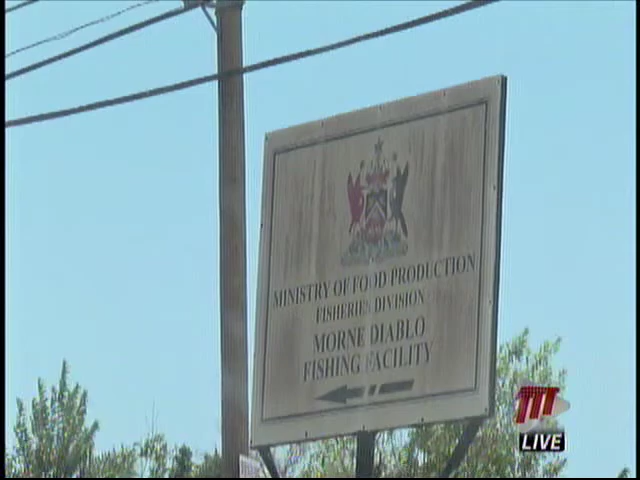 MINISTRY OF FOOD PRODUCTION
FISHERIES DIVISION
MORNE DIABLO
FISHING FACILITY
TTT
LIVE